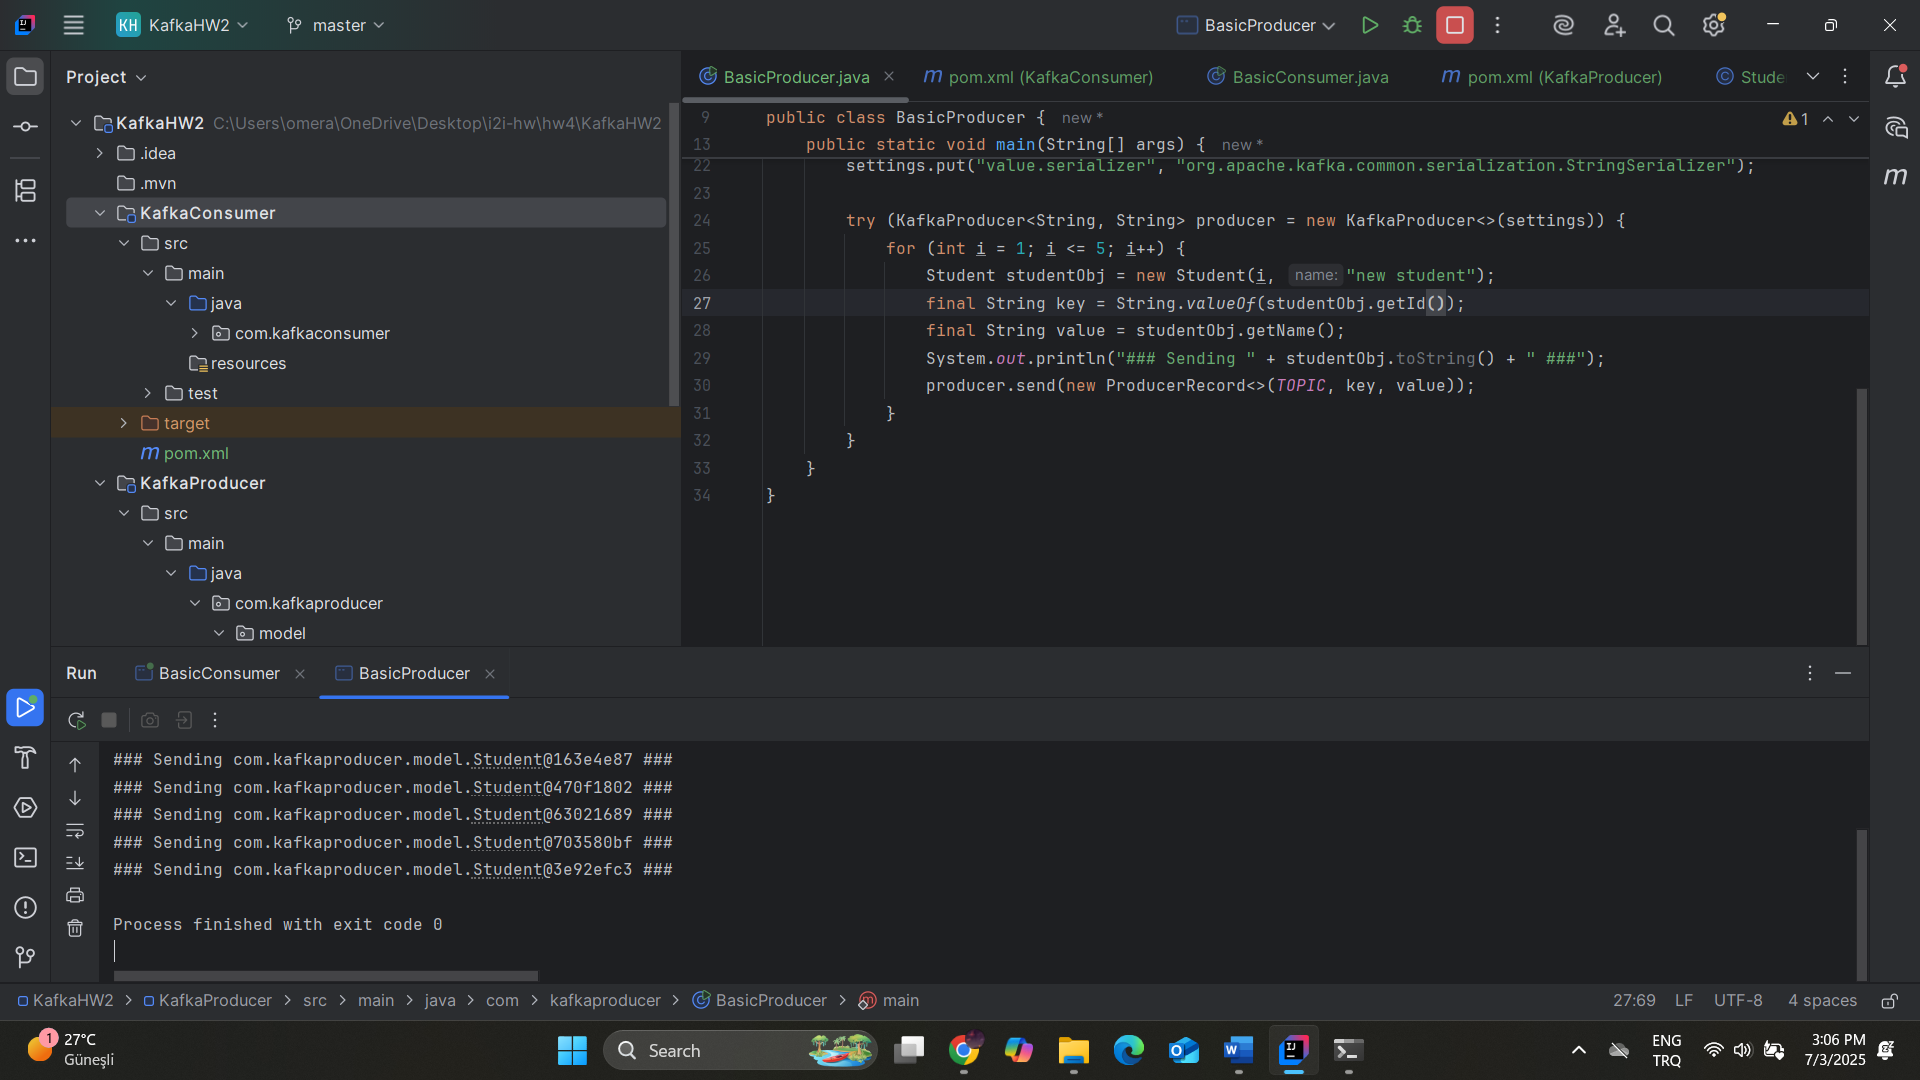 KH KafkaHW2 master BasicProducer
Project
KafkaHW2 C:\Users\omera\OneDrive\Desktop\i2i-hw\hw4\KafkaHW2
.idea
.mvn
KafkaConsumer
src
main
java
com.kafkaconsumer
resources
test
target
m pom.xml
KafkaProducer
src
main
java
com.kafkaproducer
model
BasicProducer.java m pom.xml (KafkaConsumer) BasicConsumer.java m pom.xml (KafkaProducer) Stude
9 public class BasicProducer { new *
13 public static void main(String[] args) { new *
22 settings.put("value.serializer", "org.apache.kafka.common.serialization.StringSerializer");
23
24 try (KafkaProducer<String, String> producer = new KafkaProducer<>(settings)) {
25 for (int i = 1; i <= 5; i++) {
26 Student studentObj = new Student(i, name: "new student");
27 final String key = String.valueOf(studentObj.getId());
28 final String value = studentObj.getName();
29 System.out.println("### Sending " + studentObj.toString() + " ###");
30 producer.send(new ProducerRecord<>(TOPIC, key, value));
31 }
32 }
33 }
34 }
1
m
Run BasicConsumer BasicProducer
### Sending com.kafkaproducer.model.Student@163e4e87 ###
### Sending com.kafkaproducer.model.Student@470f1802 ###
### Sending com.kafkaproducer.model.Student@63021689 ###
### Sending com.kafkaproducer.model.Student@703580bf ###
### Sending com.kafkaproducer.model.Student@3e92efc3 ###
Process finished with exit code 0
KafkaHW2 > KafkaProducer > src > main > java > com > kafkaproducer > BasicProducer > main 27:69 LF UTF-8 4 spaces
1 27°C
Güneşli
Search
ENG
TRQ
3:06 PM
7/3/2025